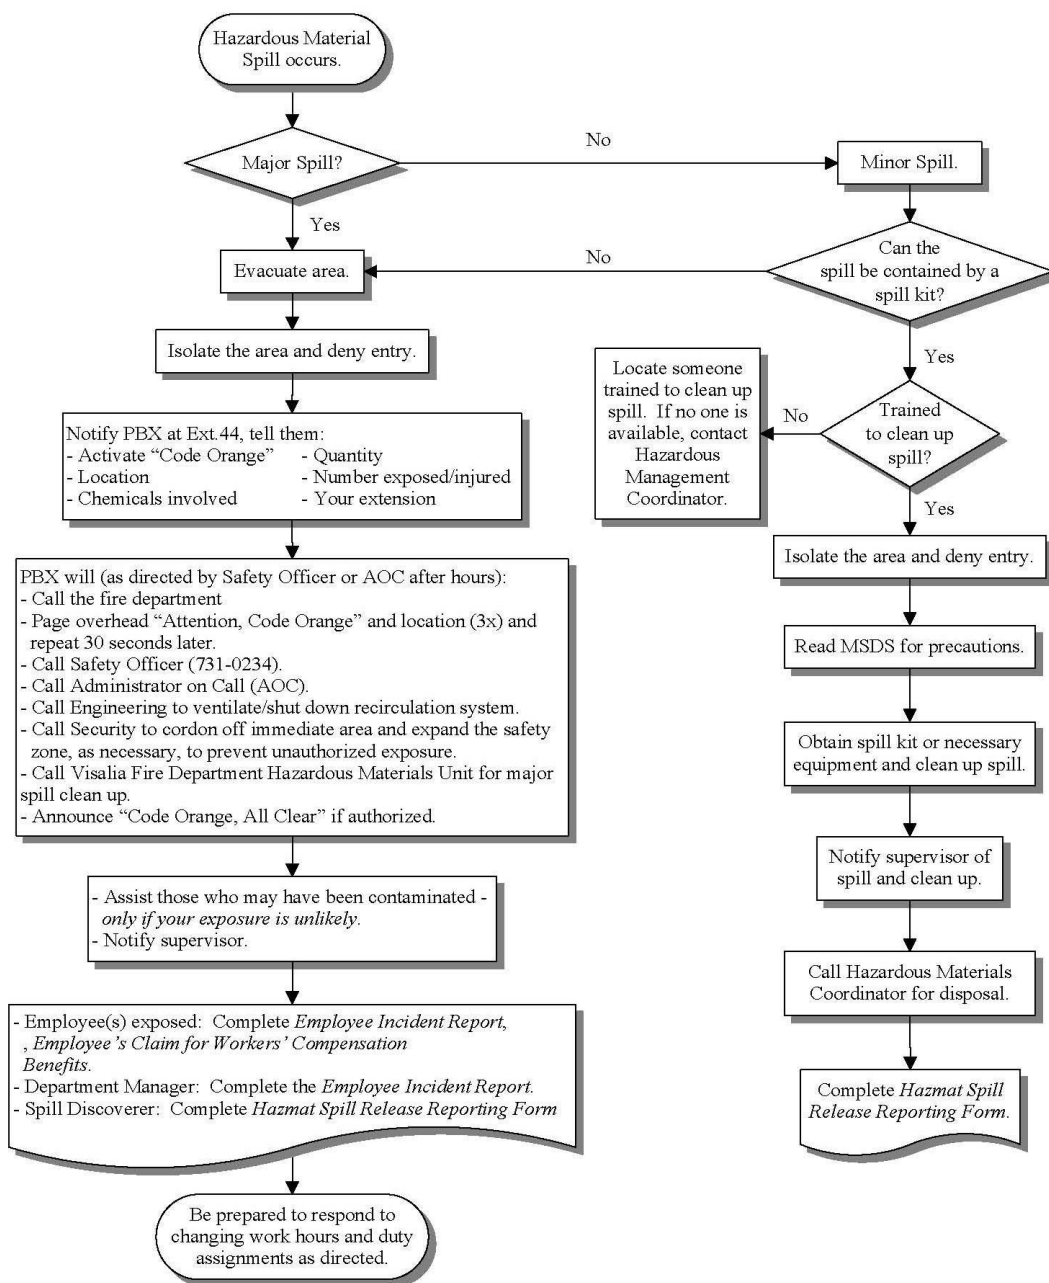 Hazardous Material
Spill occurs.
Major Spill?
No
Minor Spill.
Yes
Evacuate area.
No
Can the
spill be contained by a
spill kit?
Isolate the area and deny entry.
Yes
Locate someone
trained to clean up
spill. If no one is
available, contact
Hazardous
Management
Coordinator.
No
Trained
to clean up
spill?
Notify PBX at Ext.44, tell them:
- Activate “Code Orange” - Quantity
- Location - Number exposed/injured
- Chemicals involved - Your extension
Yes
Isolate the area and deny entry.
PBX will (as directed by Safety Officer or AOC after hours):
- Call the fire department
- Page overhead “Attention, Code Orange” and location (3x) and
repeat 30 seconds later.
- Call Safety Officer (731-0234).
- Call Administrator on Call (AOC).
- Call Engineering to ventilate/shut down recirculation system.
- Call Security to cordon off immediate area and expand the safety
zone, as necessary, to prevent unauthorized exposure.
- Call Visalia Fire Department Hazardous Materials Unit for major
spill clean up.
- Announce “Code Orange, All Clear” if authorized.
Read MSDS for precautions.
Obtain spill kit or necessary
equipment and clean up spill.
Notify supervisor of
spill and clean up.
- Assist those who may have been contaminated -
only if your exposure is unlikely.
- Notify supervisor.
Call Hazardous Materials
Coordinator for disposal.
- Employee(s) exposed: Complete Employee Incident Report,
, Employee’s Claim for Workers’ Compensation
Benefits.
- Department Manager: Complete the Employee Incident Report.
- Spill Discoverer: Complete Hazmat Spill Release Reporting Form
Complete Hazmat Spill
Release Reporting Form.
Be prepared to respond to
changing work hours and duty
assignments as directed.